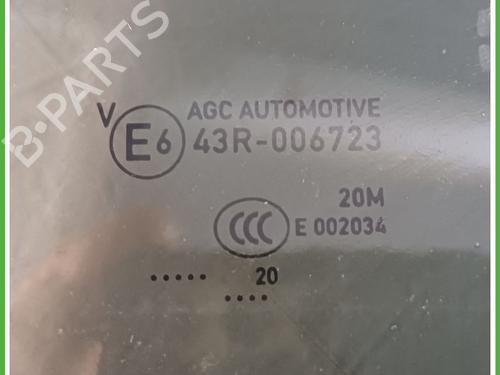 B-PARTS
V
AGC AUTOMOTIVE
E6 43R-006723
20M
CCC E 002034
..... 20
....